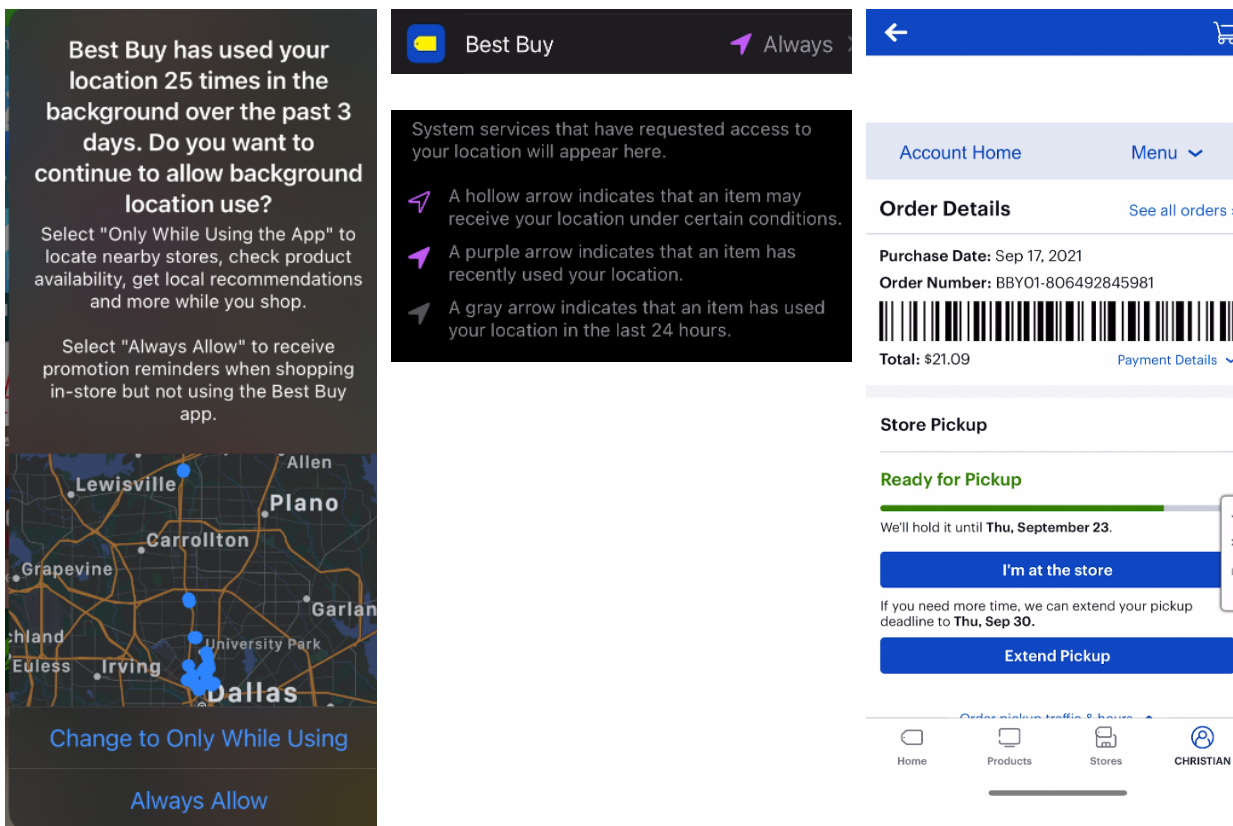 Best Buy has used your
location 25 times in the
background over the past 3
days. Do you want to
continue to allow background
location use?
Select "Only While Using the App" to
locate nearby stores, check product
availability, get local recommendations
and more while you shop.
Select "Always Allow" to receive
promotion reminders when shopping
in-store but not using the Best Buy
app.
Allen
Lewisville
Plano
Carrollton
Grapevine
Garlan
hland
University Park
Euless
Irving
Dallas
Change to Only While Using
Always Allow
Best Buy
Always
System services that have requested access to
your location will appear here.
A hollow arrow indicates that an item may
receive your location under certain conditions.
A purple arrow indicates that an item has
recently used your location.
A gray arrow indicates that an item has used
your location in the last 24 hours.
Account Home
Menu
Order Details
See all orders
Purchase Date: Sep 17, 2021
Order Number: BBY01-806492845981
Total: $21.09
Payment Details
Store Pickup
Ready for Pickup
We'll hold it until Thu, September 23.
I'm at the store
If you need more time, we can extend your pickup
deadline to Thu, Sep 30.
Extend Pickup
Order pickup traffic & hours
Home
Products
Stores
CHRISTIAN